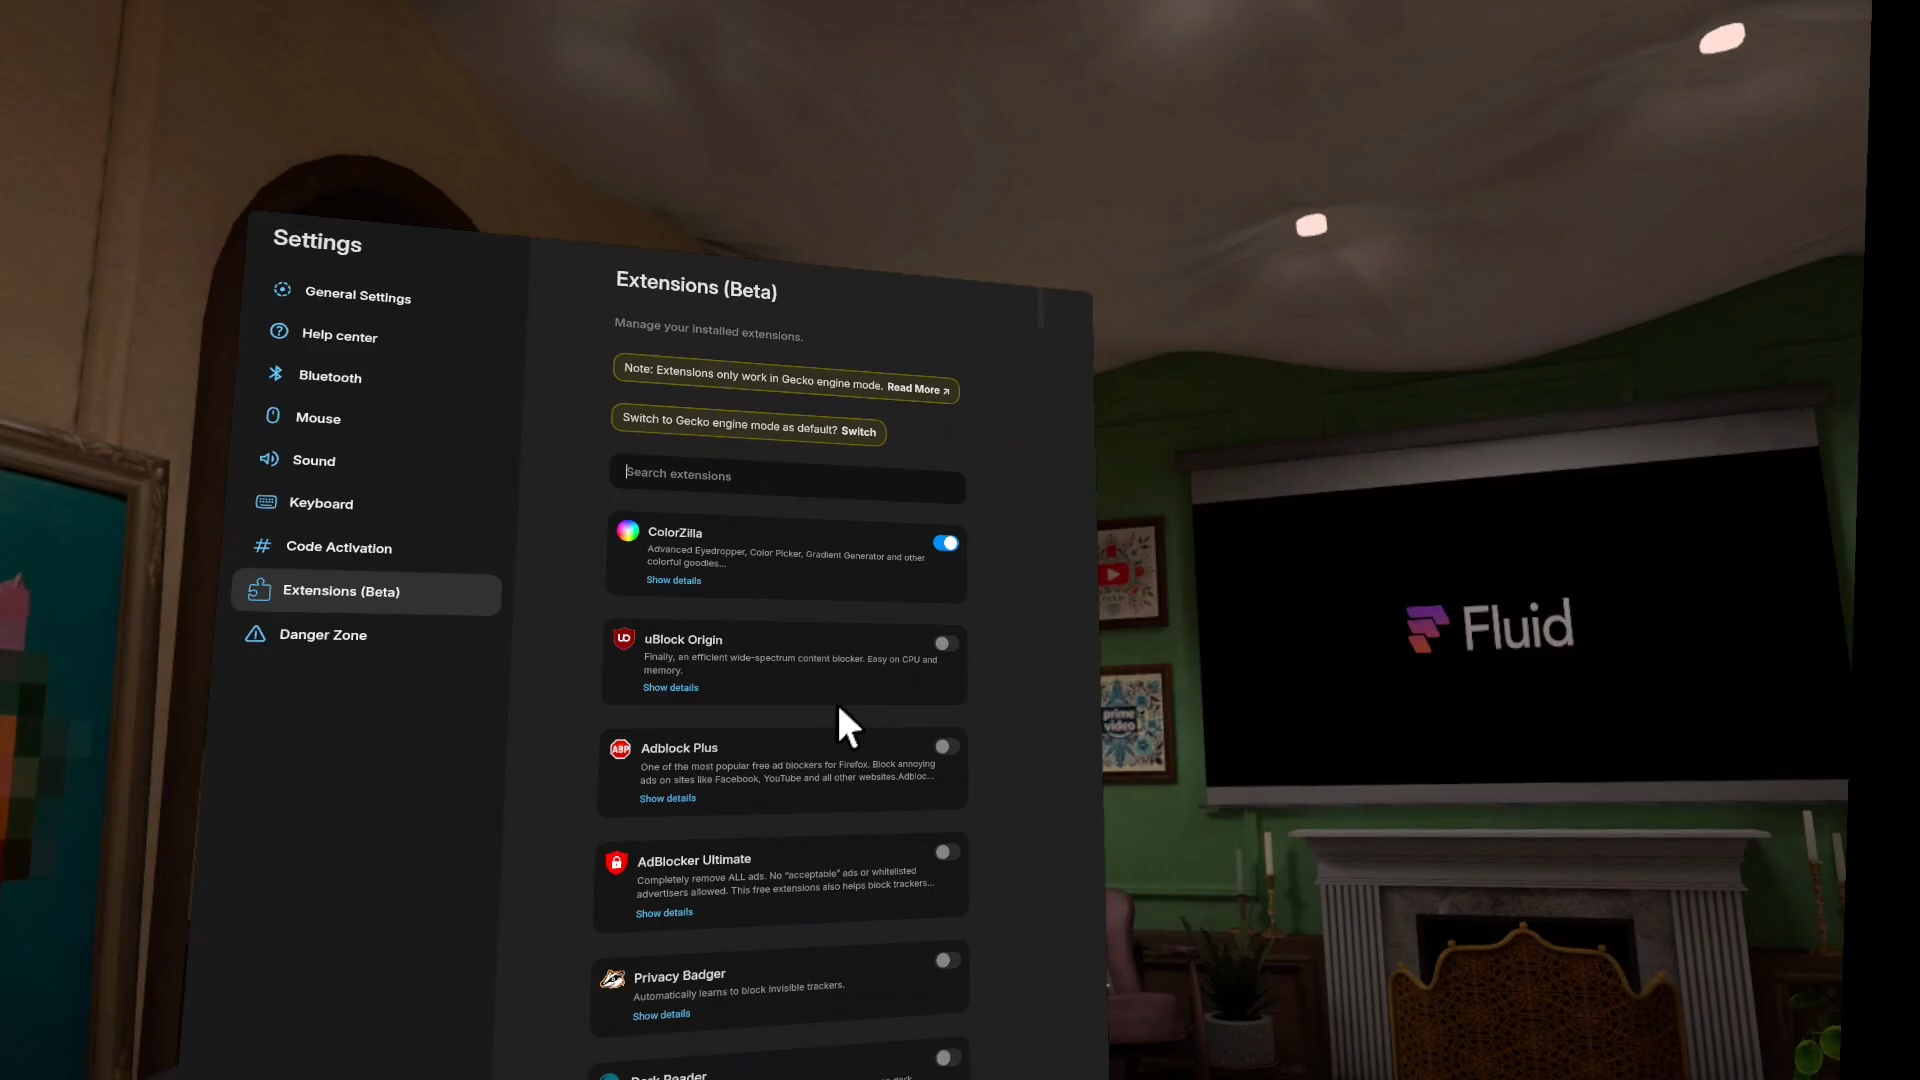 Settings
General Settings
Help center
Bluetooth
Mouse
Sound
Keyboard
Code Activation
Extensions (Beta)
Danger Zone
Extensions (Beta)
Manage your installed extensions.
Note: Extensions only work in Gecko engine mode. Read More ↗
Switch to Gecko engine mode as default? Switch
Search extensions
ColorZilla
Advanced Eyedropper, Color Picker, Gradient Generator and other
colorful goodies...
Show details
uBlock Origin
Finally, an efficient wide-spectrum content blocker. Easy on CPU and
memory.
Show details
ABP
Adblock Plus
One of the most popular free ad blockers for Firefox. Block annoying
ads on sites like Facebook, YouTube and all other websites.Adbloc...
Show details
AdBlocker Ultimate
Completely remove ALL ads. No “acceptable” ads or whitelisted
advertisers allowed. This free extensions also helps block trackers...
Show details
Privacy Badger
Automatically learns to block invisible trackers.
Show details
Dark Reader
dark
prime
video
Fluid